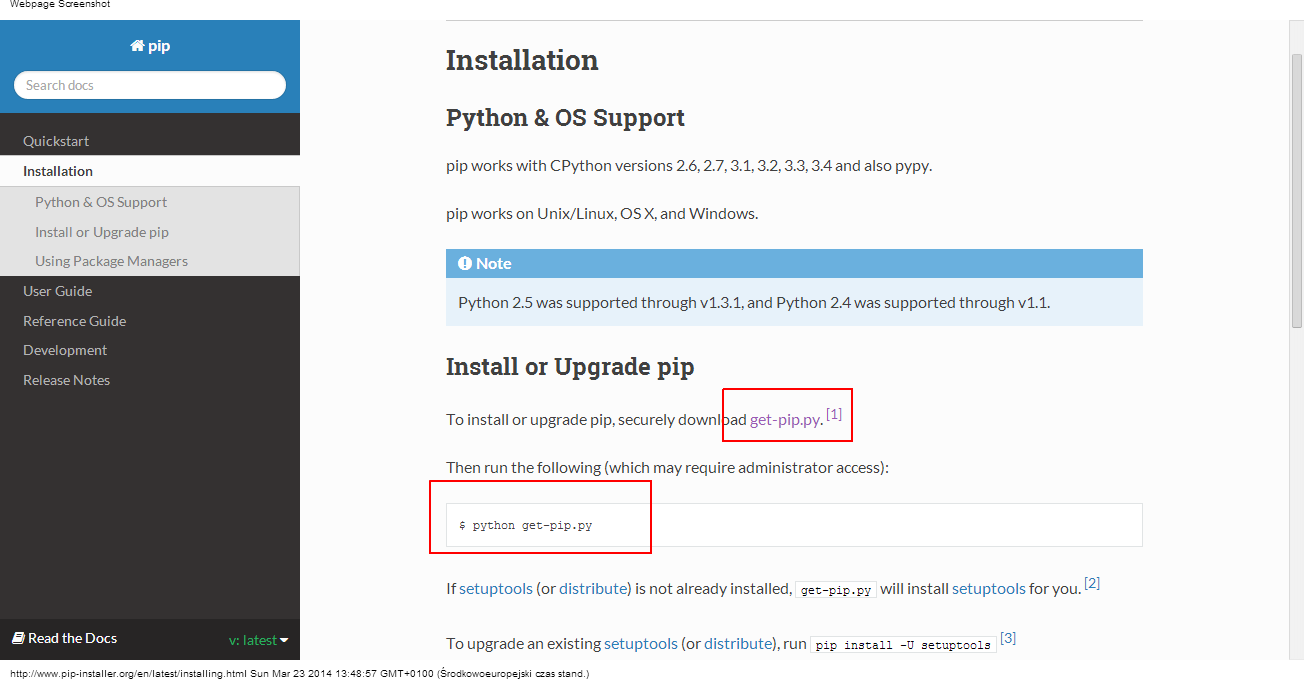 Webpage Screenshot
pip
Search docs
Quickstart
Installation
Python & OS Support
Install or Upgrade pip
Using Package Managers
User Guide
Reference Guide
Development
Release Notes
Read the Docs
v: latest
Installation
Python & OS Support
pip works with CPython versions 2.6, 2.7, 3.1, 3.2, 3.3, 3.4 and also pypy.
pip works on Unix/Linux, OS X, and Windows.
Note
Python 2.5 was supported through v1.3.1, and Python 2.4 was supported through v1.1.
Install or Upgrade pip
To install or upgrade pip, securely download get-pip.py. [1]
Then run the following (which may require administrator access):
$ python get-pip.py
If setuptools (or distribute) is not already installed, get-pip.py will install setuptools for you. [2]
To upgrade an existing setuptools (or distribute), run pip install -U setuptools [3]
http://www.pip-installer.org/en/latest/installing.html Sun Mar 23 2014 13:48:57 GMT+0100 (Środkowoeuropejski czas stand.)